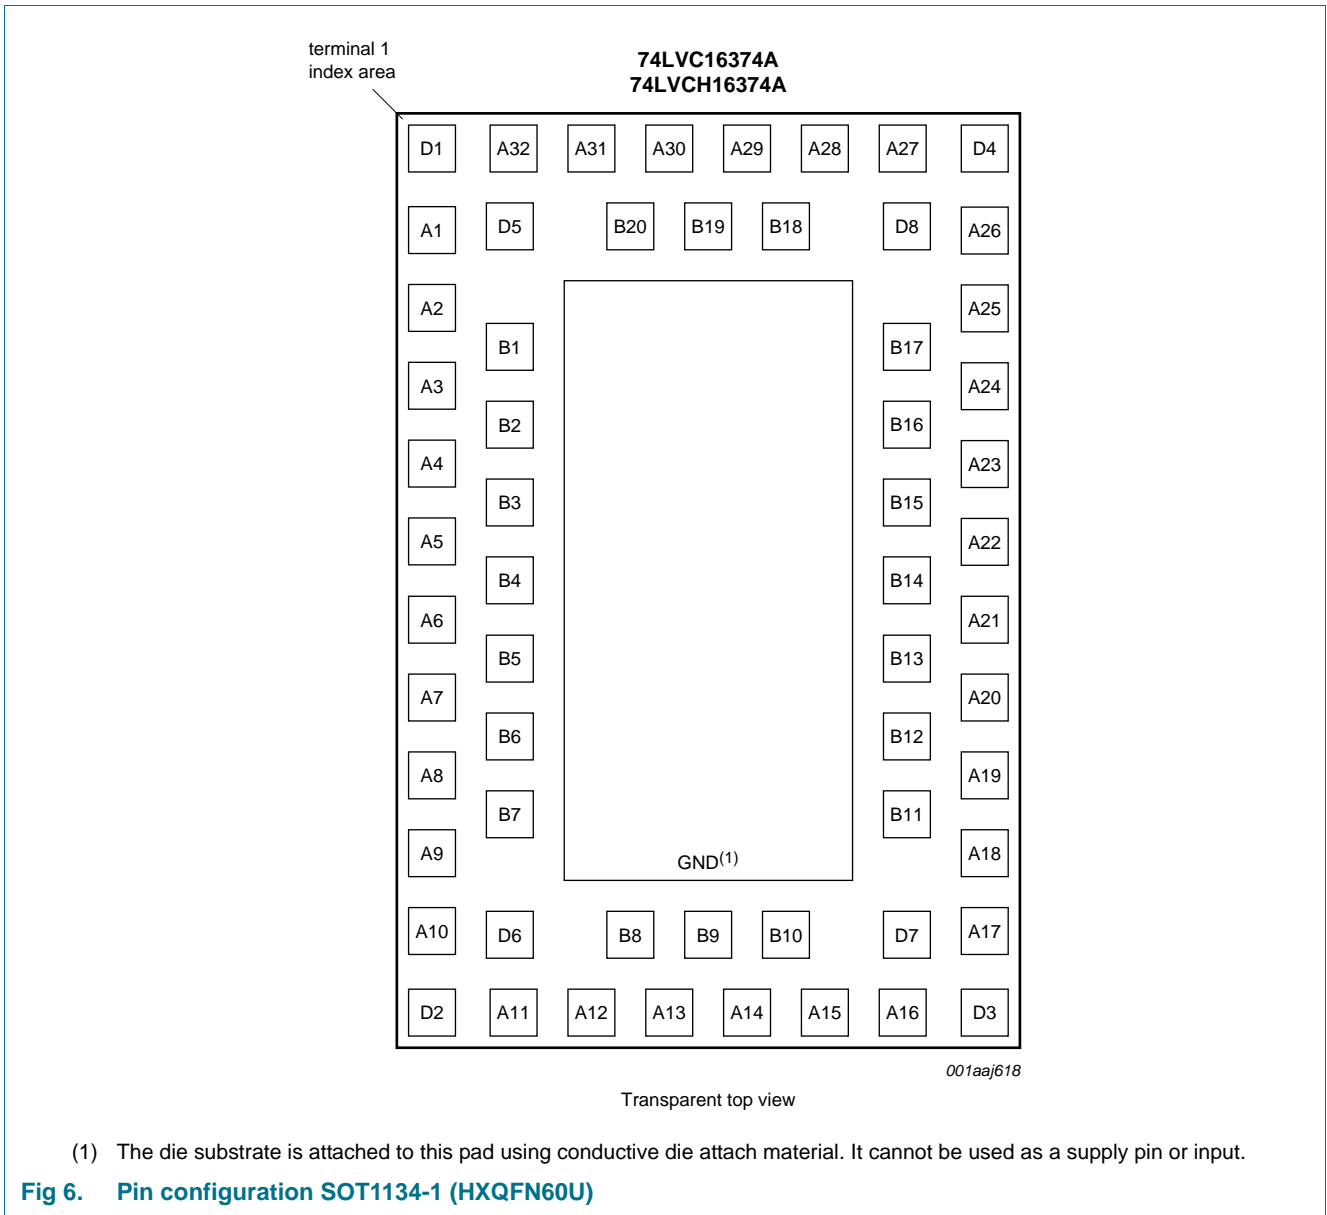 terminal 1
index area
74LVC16374A
74LVCH16374A
D1 A32 A31 A30 A29 A28 A27 D4
A1 D5 B20 B19 B18 D8 A26
A2 A25
B1 B17
A3 A24
B2 B16
A4 A23
B3 B15
A5 A22
B4 B14
A6 A21
B5 B13
A7 A20
B6 B12
A8 A19
B7 B11
A9 GND(1) A18
A10 D6 B8 B9 B10 D7 A17
D2 A11 A12 A13 A14 A15 A16 D3
001aaj618
Transparent top view
(1) The die substrate is attached to this pad using conductive die attach material. It cannot be used as a supply pin or input.
Fig 6. Pin configuration SOT1134-1 (HXQFN60U)